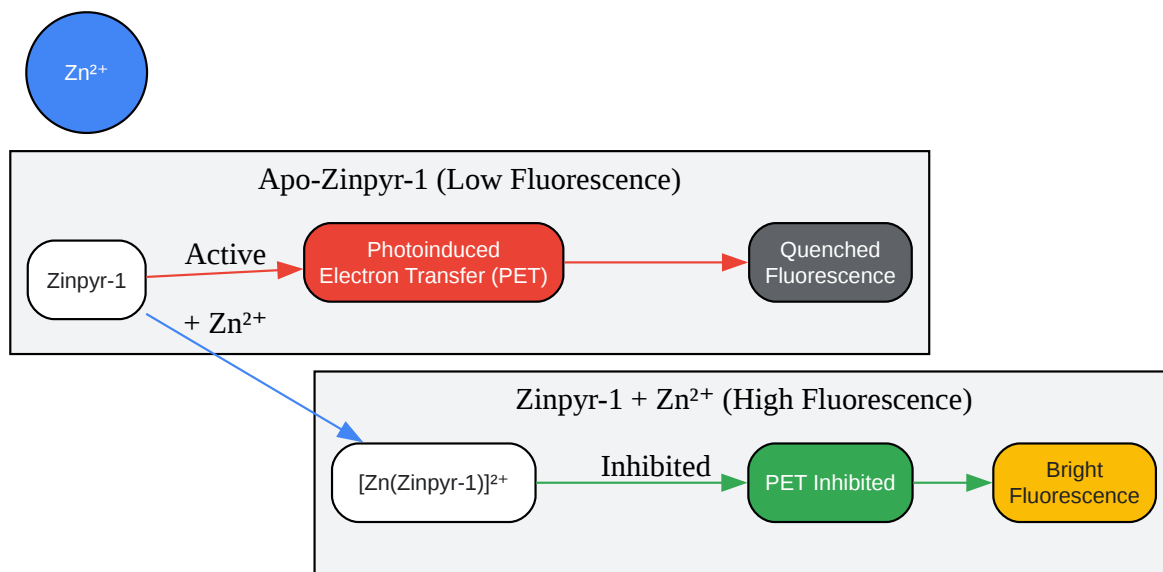 Zn²⁺
Apo-Zinpyr-1 (Low Fluorescence)
Zinpyr-1
Active
Photoinduced
Electron Transfer (PET)
Quenched
Fluorescence
+ Zn²⁺
Zinpyr-1 + Zn²⁺ (High Fluorescence)
[Zn(Zinpyr-1)]²⁺
Inhibited
PET Inhibited
Bright
Fluorescence